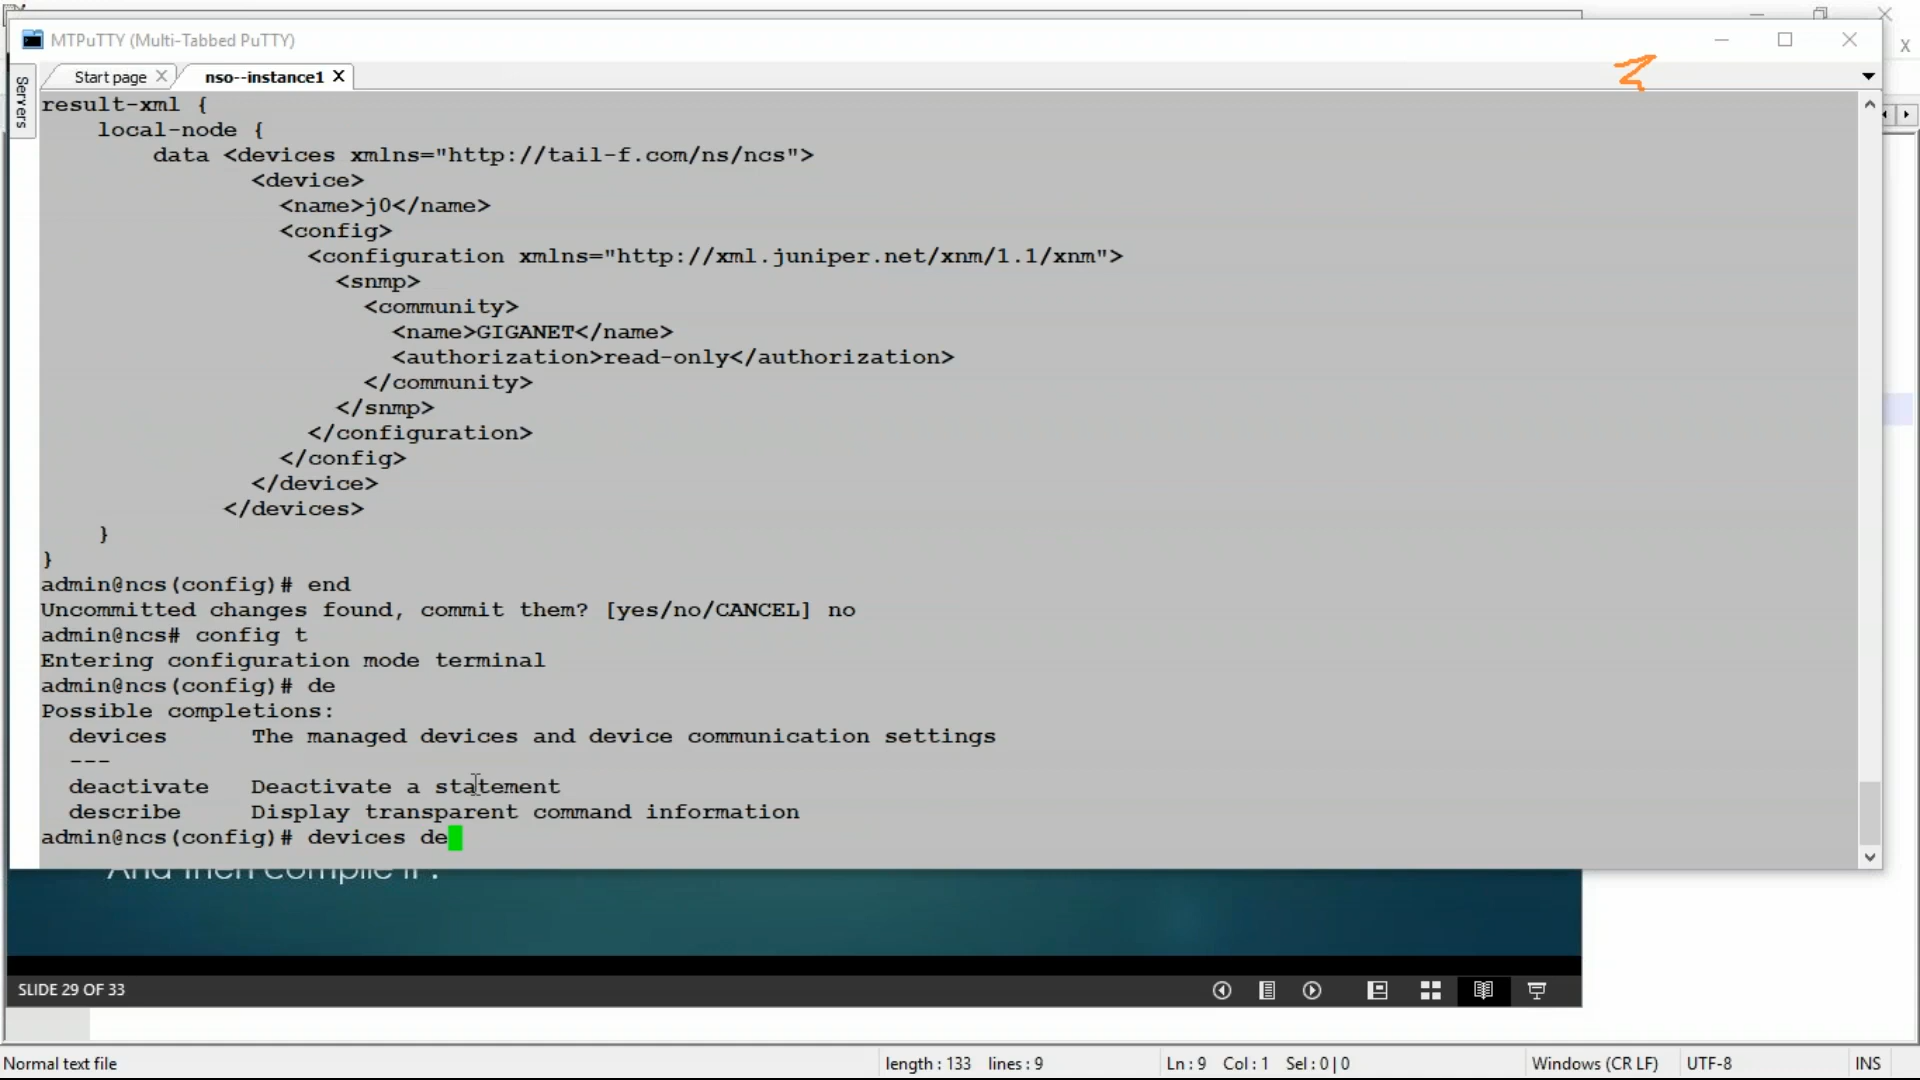 MTPuTTY (Multi-Tabbed PuTTY)
Servers
Start page
nso--instance1
result-xml {
    local-node {
        data <devices xmlns="http://tail-f.com/ns/ncs">
               <device>
                 <name>j0</name>
                 <config>
                   <configuration xmlns="http://xml.juniper.net/xnm/1.1/xnm">
                     <snmp>
                       <community>
                         <name>GIGANET</name>
                         <authorization>read-only</authorization>
                       </community>
                     </snmp>
                   </configuration>
                 </config>
               </device>
             </devices>
    }
}
admin@ncs(config)# end
Uncommitted changes found, commit them? [yes/no/CANCEL] no
admin@ncs# config t
Entering configuration mode terminal
admin@ncs(config)# de
Possible completions:
  devices      The managed devices and device communication settings
  ---
  deactivate   Deactivate a statement
  describe     Display transparent command information
admin@ncs(config)# devices de
And then compile it .
SLIDE 29 OF 33
Normal text file
length : 133 lines : 9
Ln : 9 Col : 1 Sel : 0 | 0
Windows (CR LF)
UTF-8
INS